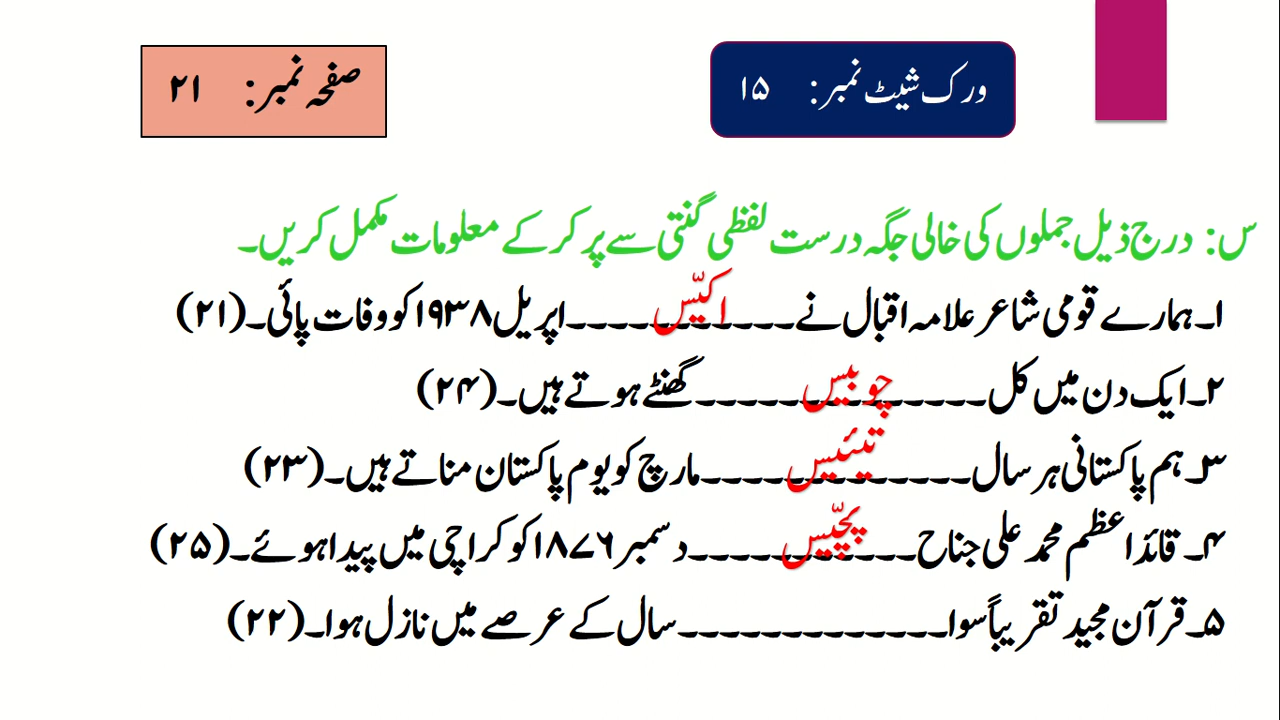 ورک شیٹ نمبر: ۱۵
صفحہ نمبر: ۲۱
س: درج ذیل جملوں کی خالی جگہ درست لفظی گنتی سے پر کر کے معلومات مکمل کریں۔
۱۔ہمارے قومی شاعر علامہ اقبال نے ۔۔۔۔۔اکیّس۔۔۔۔۔اپریل ۱۹۳۸کو وفات پائی۔(۲۱)
۲۔ایک دن میں کل ۔۔۔۔۔چوبیس۔۔۔۔۔گھنٹے ہوتے ہیں۔(۲۴)
۳۔ہم پاکستانی ہر سال ۔۔۔۔۔تیئیس۔۔۔۔۔مارچ کو یوم پاکستان مناتے ہیں۔(۲۳)
۴۔ قائد اعظم محمد علی جناح ۔۔۔۔۔پچّیس۔۔۔۔۔دسمبر ۱۸۷۶کو کراچی میں پیدا ہوئے۔(۲۵)
۵۔قرآن مجید تقریباً سوا۔۔۔۔۔۔۔۔۔۔۔۔۔سال کے عرصے میں نازل ہوا۔(۲۲)